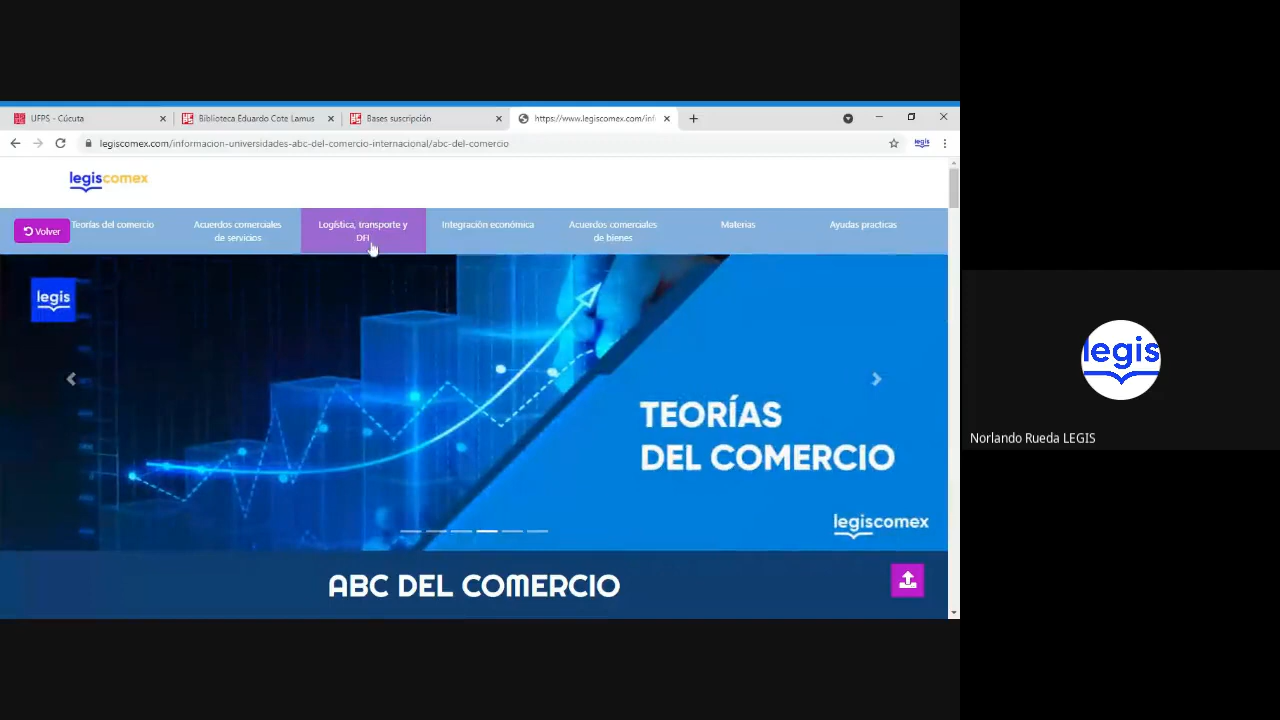 UFPS - Cúcuta
Biblioteca Eduardo Cote Lamus
Bases suscripción
https://www.legiscomex.com/inf
legiscomex.com/informacion-universidades-abc-del-comercio-internacional/abc-del-comercio
legis
legiscomex
Volver
Teorías del comercio
Acuerdos comerciales
de servicios
Logística, transporte y
DFI
Integración económica
Acuerdos comerciales
de bienes
Materias
Ayudas practicas
legis
TEORÍAS
DEL COMERCIO
legiscomex
ABC DEL COMERCIO
legis
Norlando Rueda LEGIS